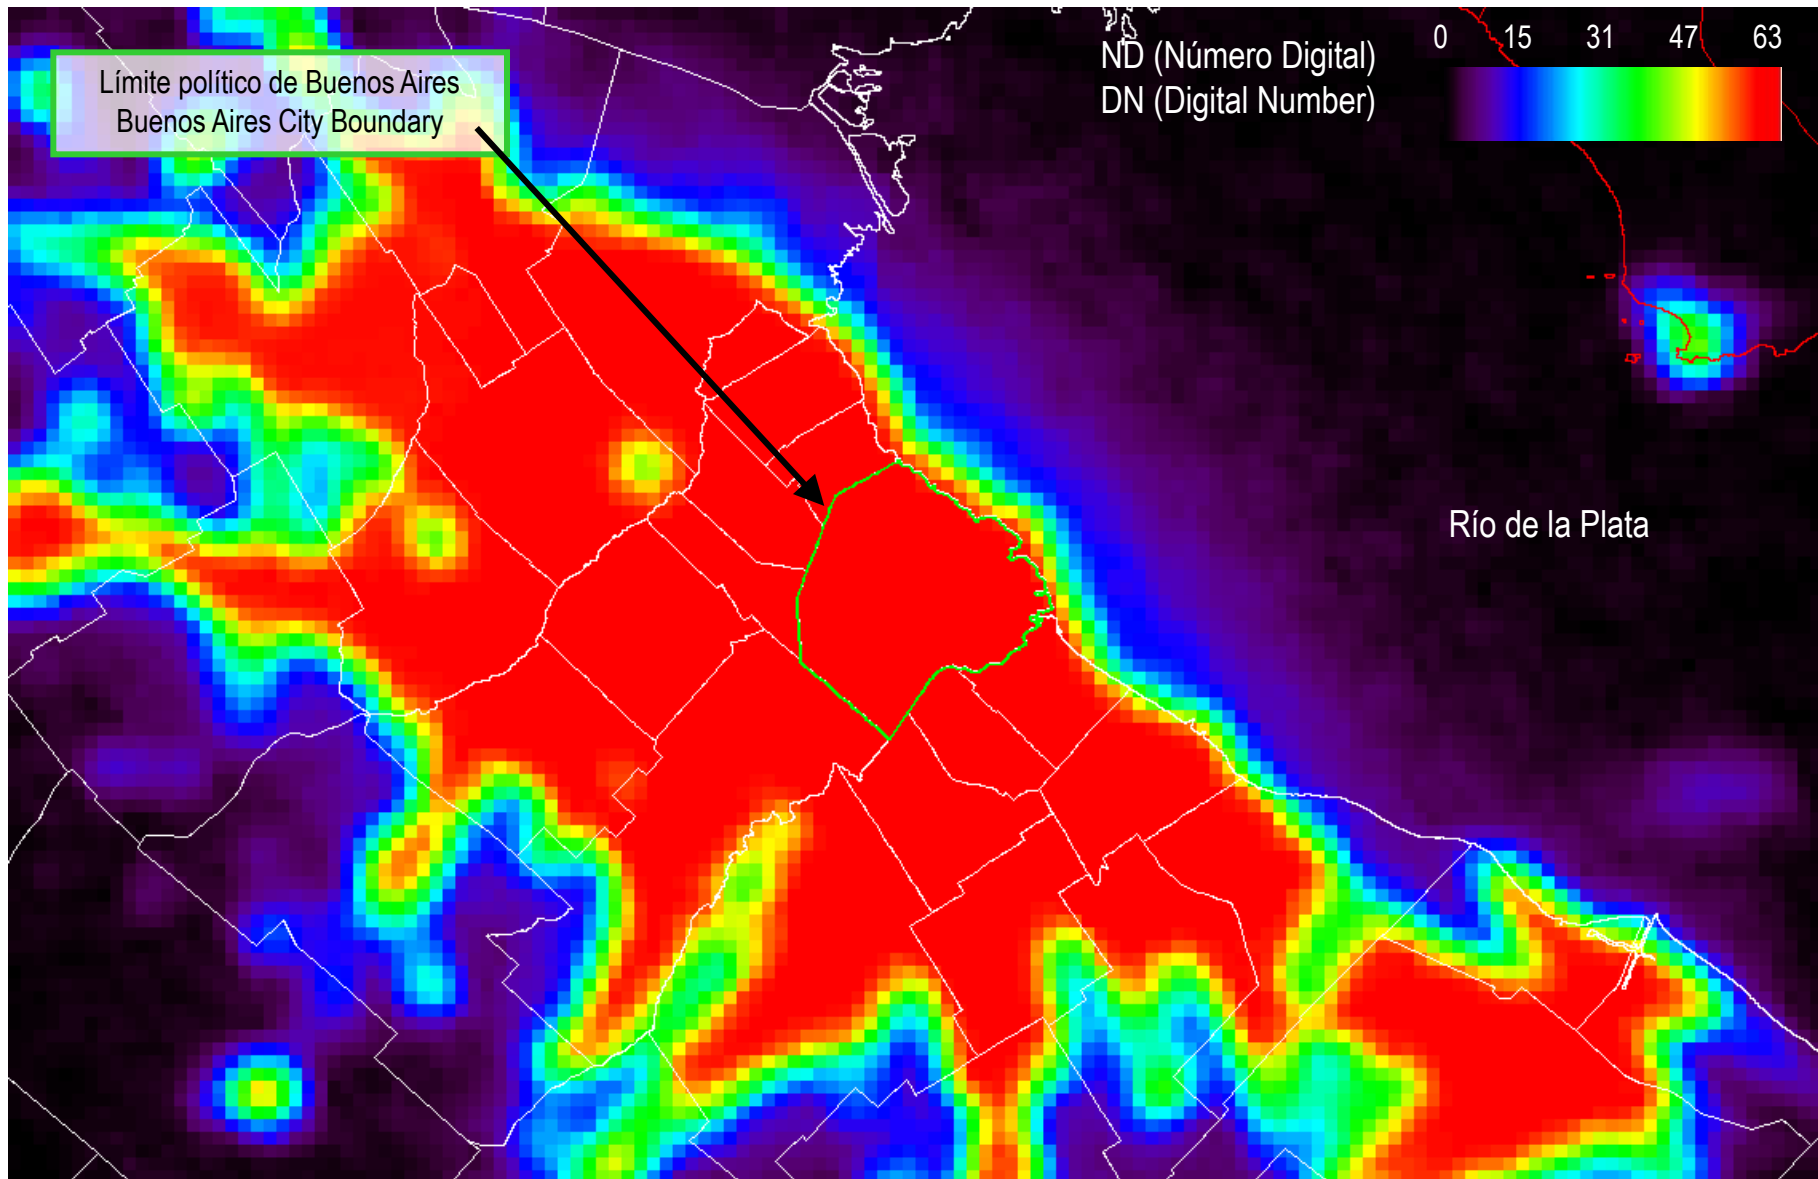 Límite político de Buenos Aires
Buenos Aires City Boundary
ND (Número Digital)
DN (Digital Number)
0 15 31 47 63
Río de la Plata